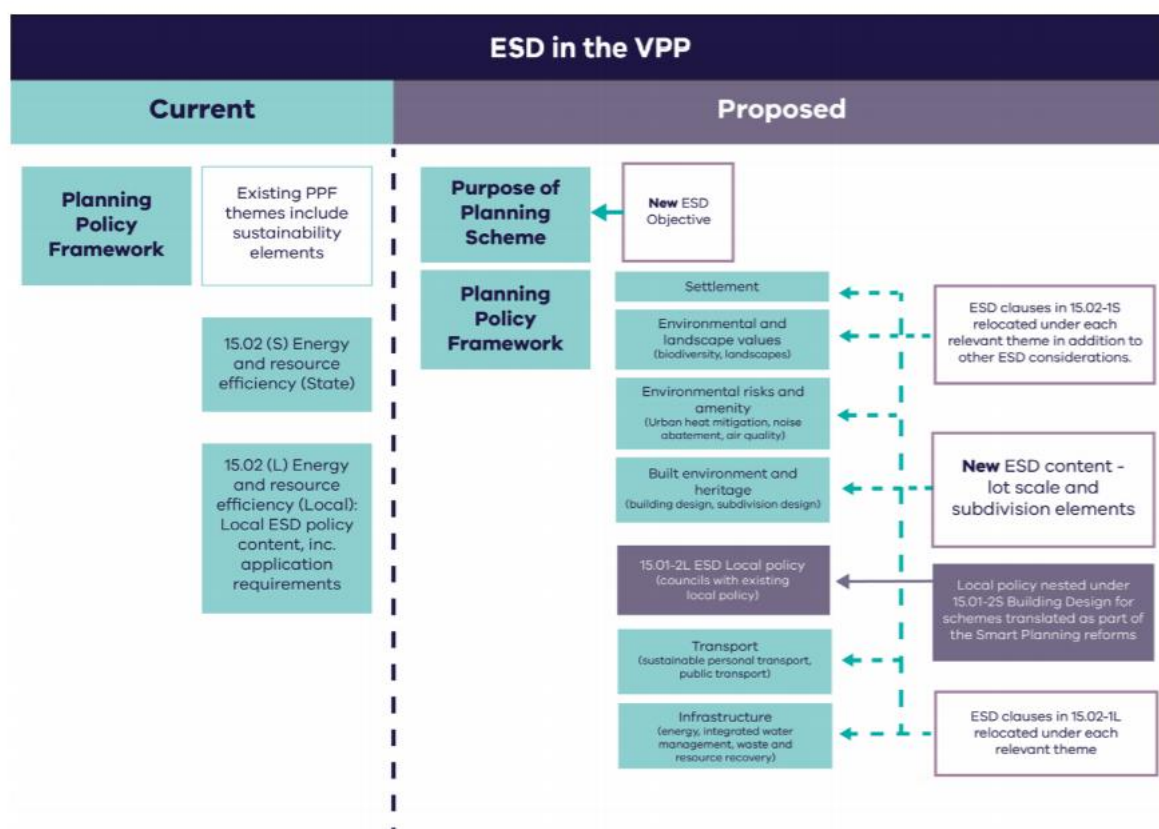 ESD in the VPP
Current
Proposed
Planning
Policy
Framework
Existing PPF
themes include
sustainability
elements
15.02 (S) Energy
and resource
efficiency (State)
15.02 (L) Energy
and resource
efficiency (Local):
Local ESD policy
content, inc.
application
requirements
Purpose of
Planning
Scheme
New ESD
Objective
Planning
Policy
Framework
Settlement
Environmental and
landscape values
(biodiversity, landscapes)
Environmental risks and
amenity
(Urban heat mitigation, noise
abatement, air quality)
Built environment and
heritage
(building design, subdivision design)
15.01-2L ESD Local policy
(councils with existing
local policy)
Transport
(sustainable personal transport,
public transport)
Infrastructure
(energy, integrated water
management, waste and
resource recovery)
ESD clauses in 15.02-1S
relocated under each
relevant theme in addition to
other ESD considerations.
New ESD content -
lot scale and
subdivision elements
Local policy nested under
15.01-2S Building Design for
schemes translated as part of
the Smart Planning reforms
ESD clauses in 15.02-1L
relocated under each
relevant theme